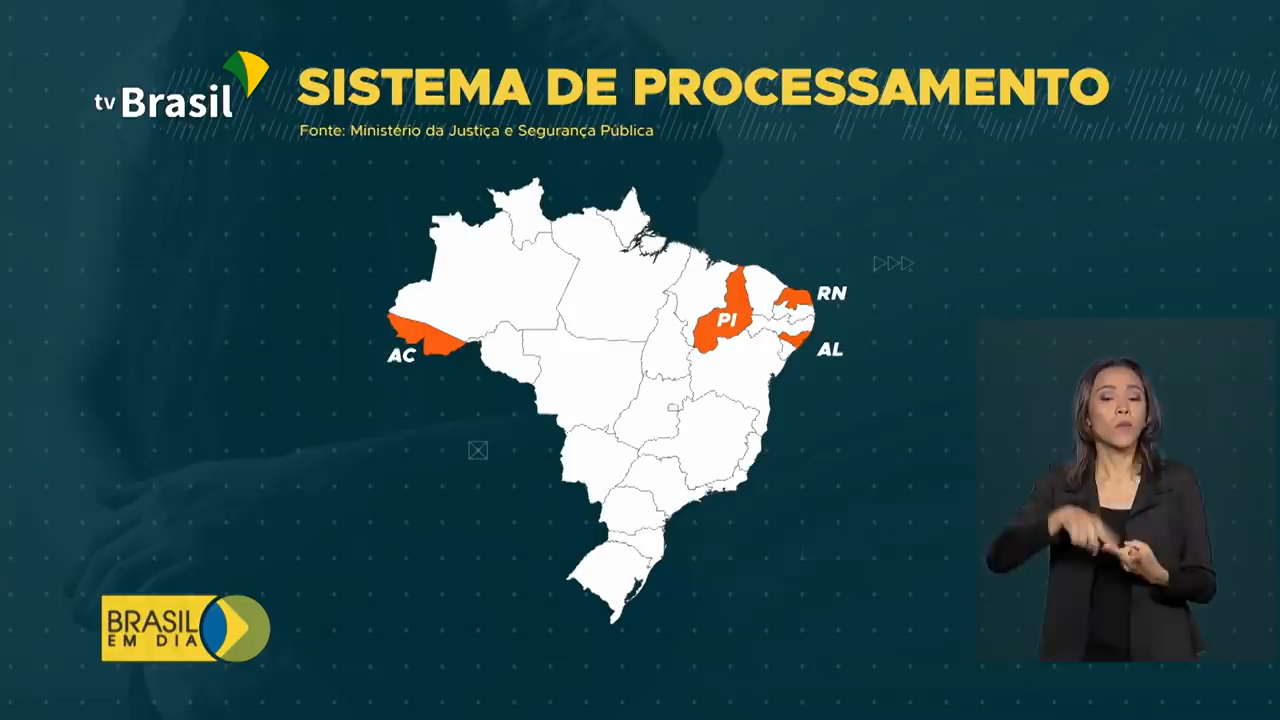 tv Brasil
SISTEMA DE PROCESSAMENTO
Fonte: Ministério da Justiça e Segurança Pública
RN
PI
AL
AC
BRASIL
EM DIA